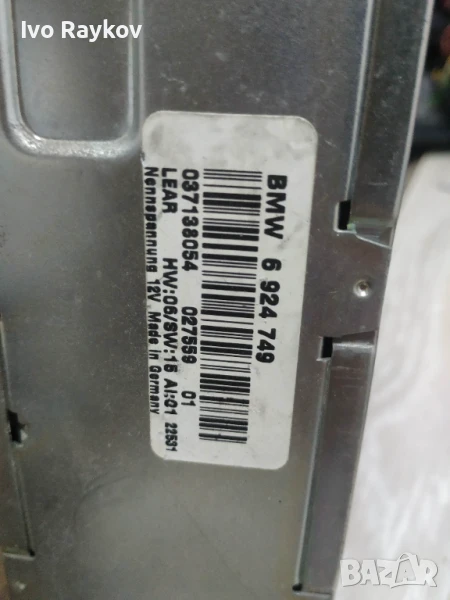 Ivo Raykov
BMW 6 924 749
037138054 027559 01
LEAR HW:06/SW:15 AI:01 22531
Nennspannung 12V Made in Germany
BAZAR